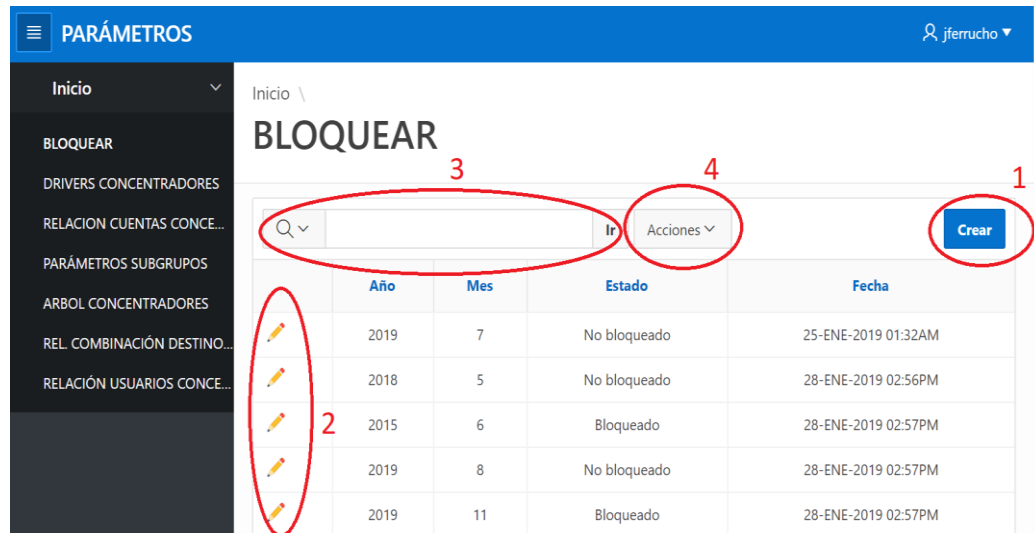 PARÁMETROS
jferrucho
Inicio
BLOQUEAR
DRIVERS CONCENTRADORES
RELACION CUENTAS CONCE...
PARÁMETROS SUBGRUPOS
ARBOL CONCENTRADORES
REL. COMBINACIÓN DESTINO...
RELACIÓN USUARIOS CONCE...
Inicio \
BLOQUEAR
3
4
1
Ir
Acciones
Crear
Año Mes Estado Fecha
2019 7 No bloqueado 25-ENE-2019 01:32AM
2018 5 No bloqueado 28-ENE-2019 02:56PM
2
2015 6 Bloqueado 28-ENE-2019 02:57PM
2019 8 No bloqueado 28-ENE-2019 02:57PM
2019 11 Bloqueado 28-ENE-2019 02:57PM